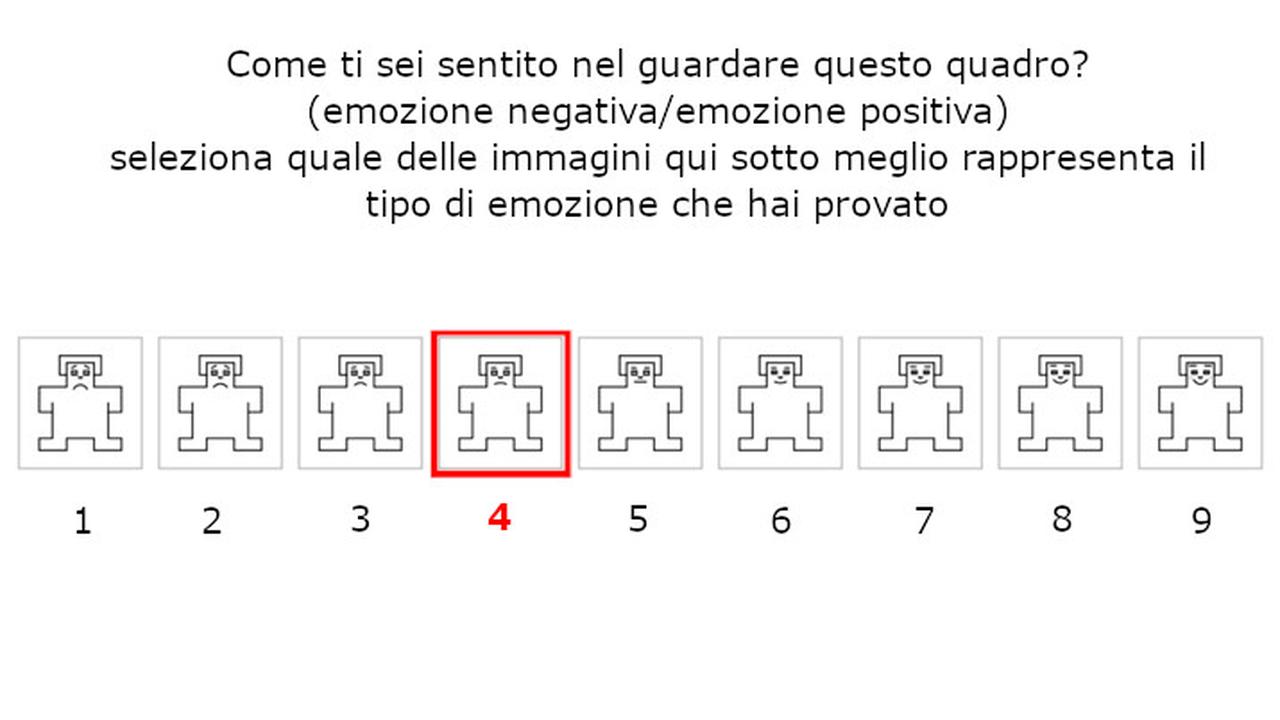 Come ti sei sentito nel guardare questo quadro?
(emozione negativa/emozione positiva)
seleziona quale delle immagini qui sotto meglio rappresenta il
tipo di emozione che hai provato
1 2 3 4 5 6 7 8 9